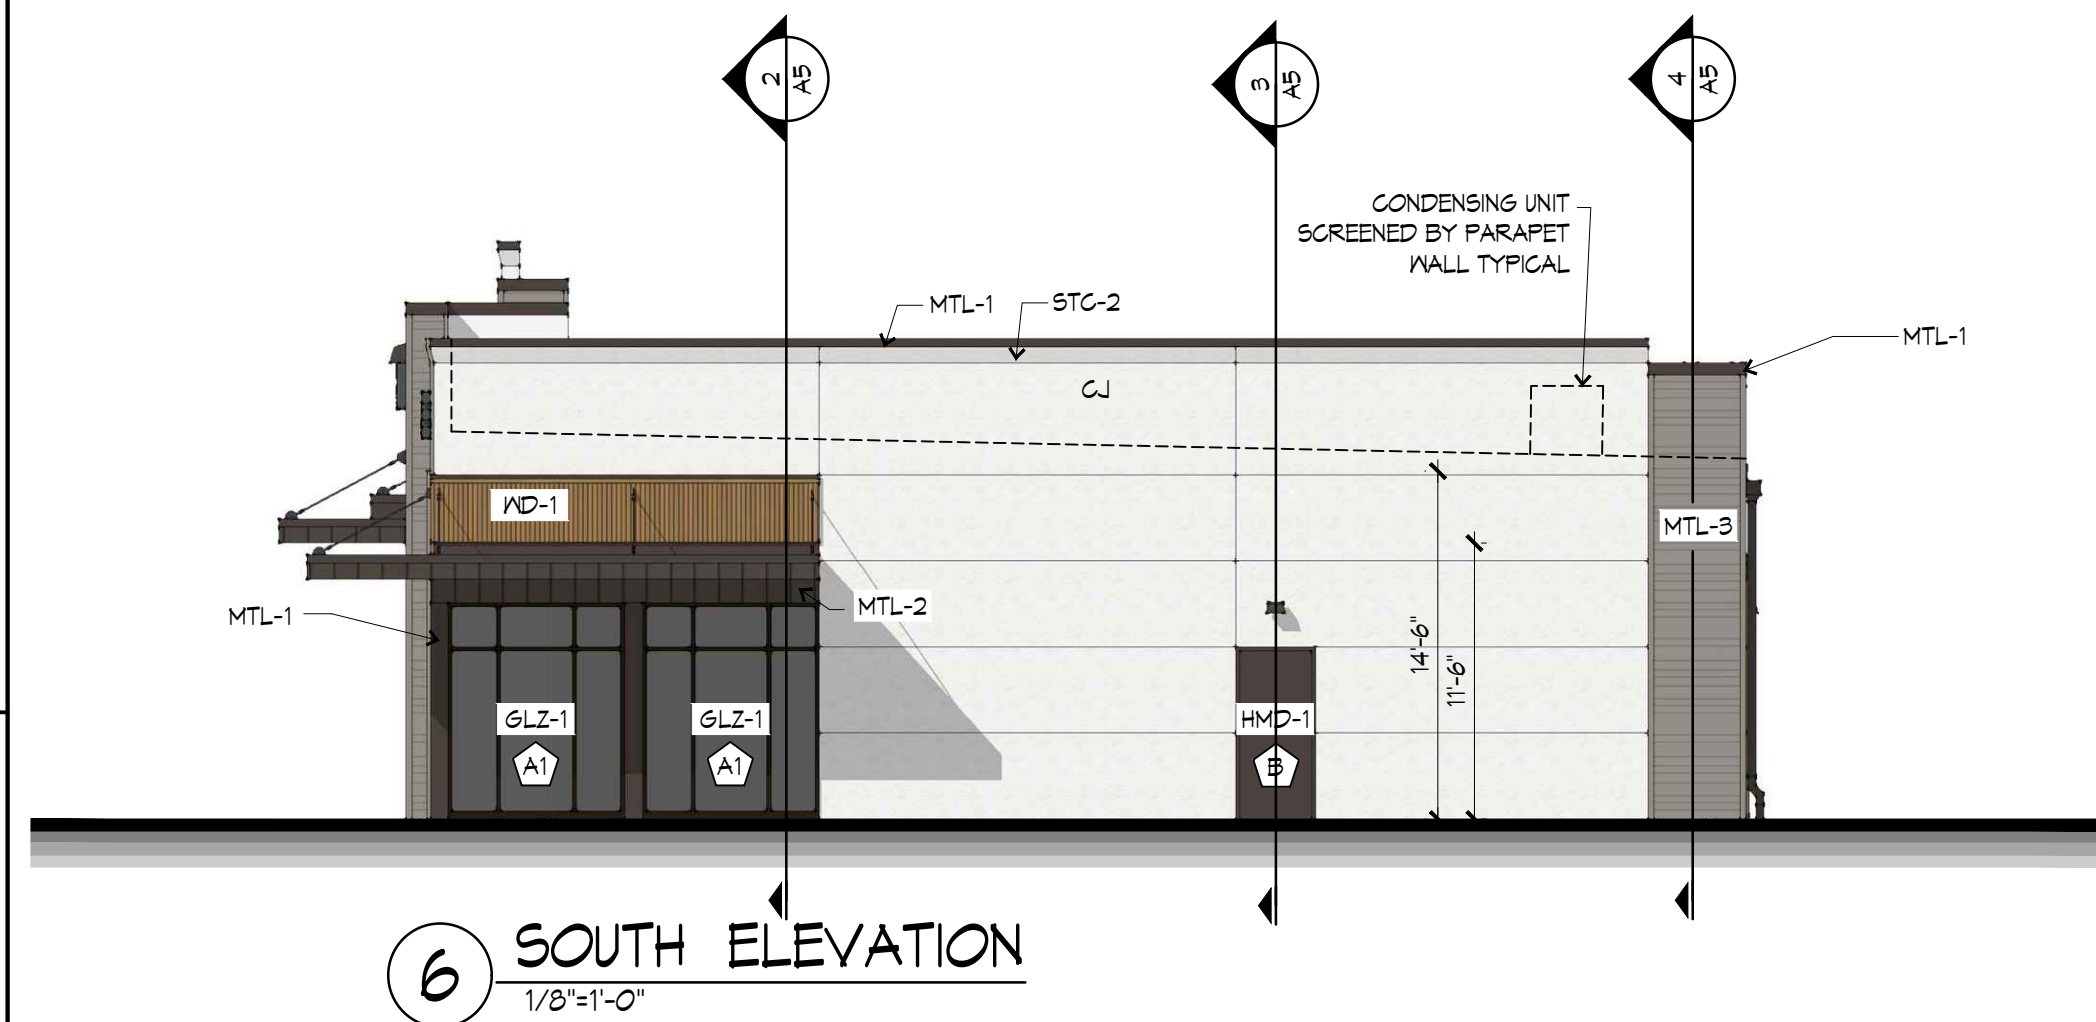 2
A5
3
A5
4
A5
CONDENSING UNIT
SCREENED BY PARAPET
WALL TYPICAL
MTL-1
STC-2
MTL-1
CJ
WD-1
MTL-3
MTL-1
MTL-2
14'-6"
11'-6"
GLZ-1
GLZ-1
HMD-1
A1
A1
B
6
SOUTH ELEVATION
1/8"=1'-0"